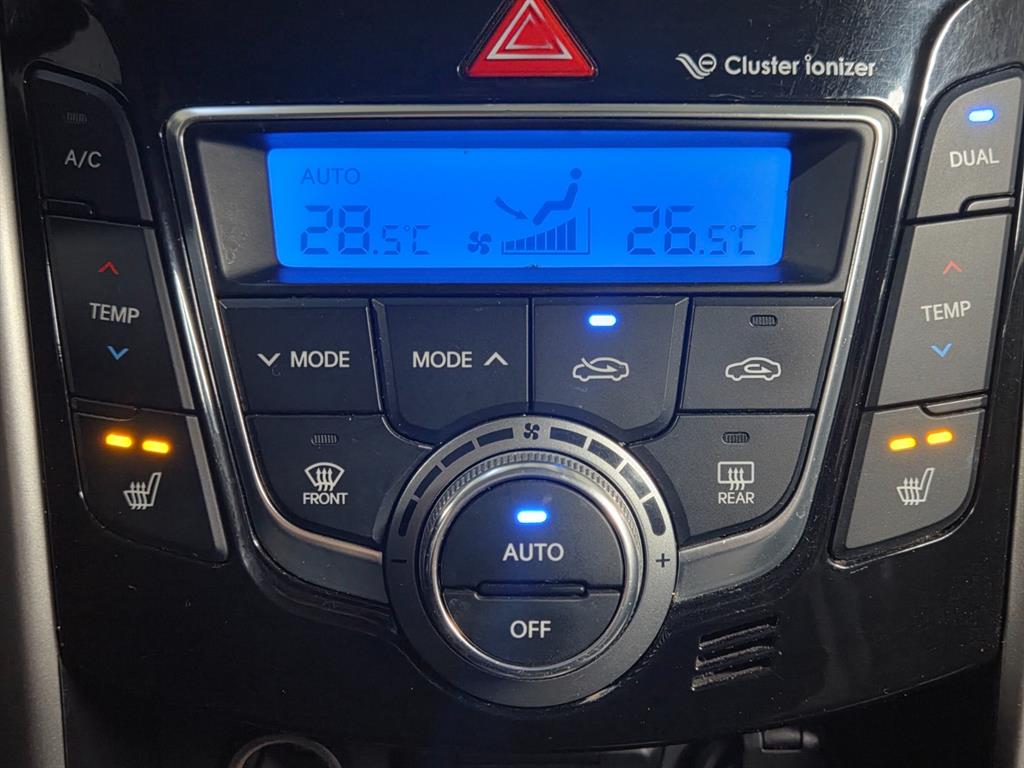 Cluster ionizer
A/C
AUTO
28.5°C
26.5°C
DUAL
TEMP
TEMP
MODE
MODE
FRONT
REAR
AUTO
OFF
- +